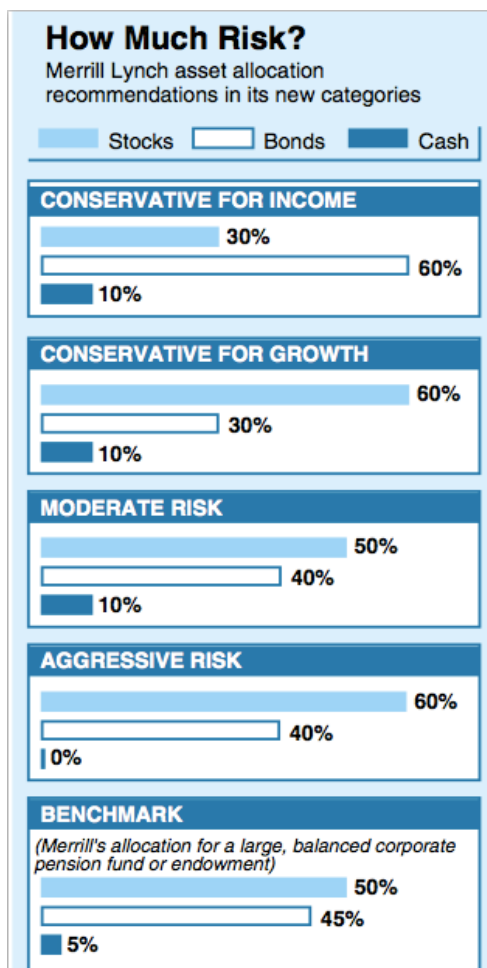 How Much Risk?
Merrill Lynch asset allocation
recommendations in its new categories
Stocks Bonds Cash
CONSERVATIVE FOR INCOME
30%
60%
10%
CONSERVATIVE FOR GROWTH
60%
30%
10%
MODERATE RISK
50%
40%
10%
AGGRESSIVE RISK
60%
40%
0%
BENCHMARK
(Merrill's allocation for a large, balanced corporate
pension fund or endowment)
50%
45%
5%